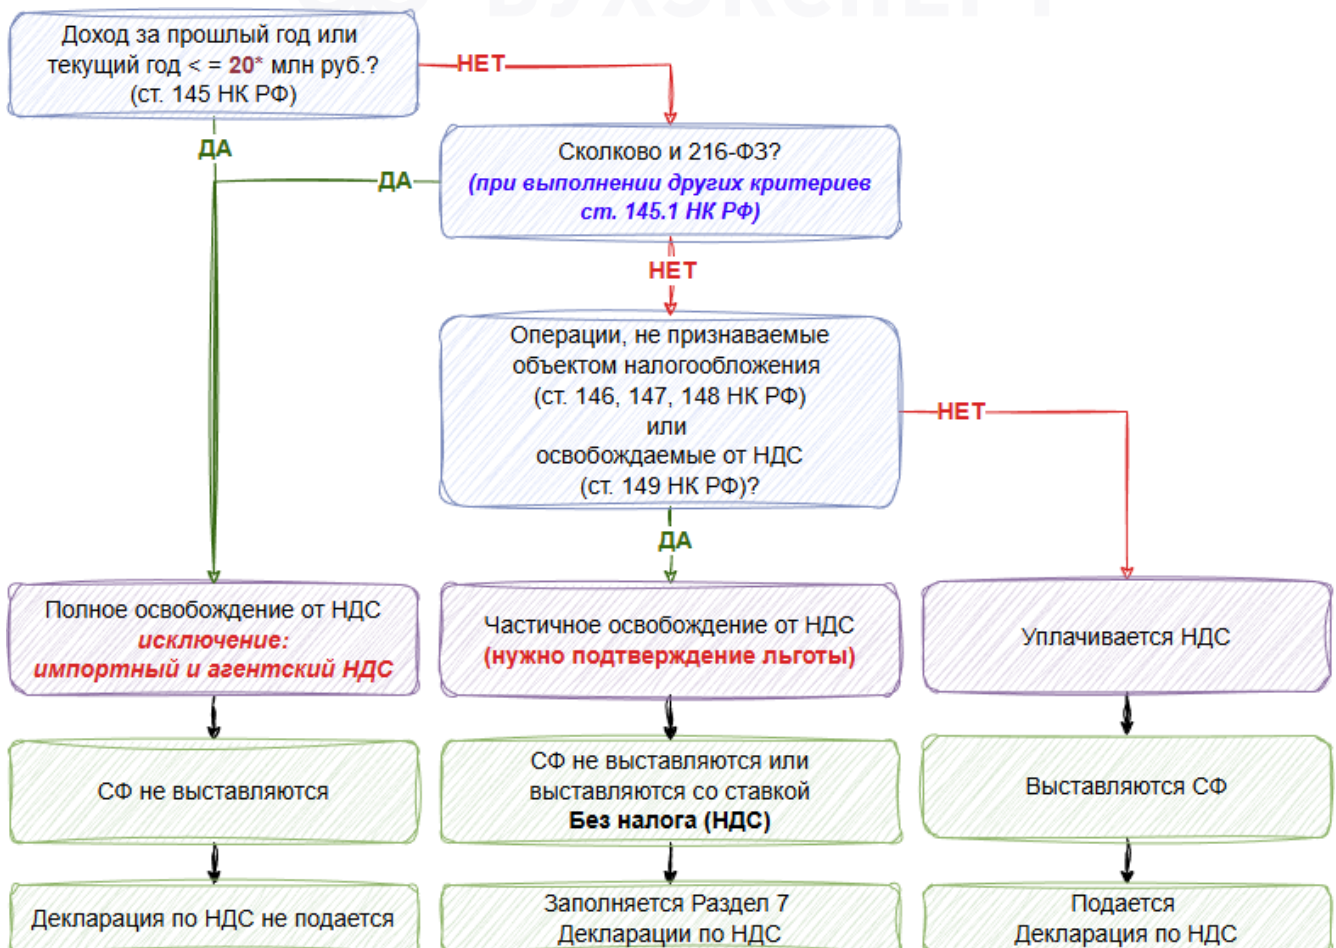 БУХЭКСПЕРТ
Доход за прошлый год или
текущий год < = 20* млн руб.?
(ст. 145 НК РФ)
НЕТ
ДА
Сколково и 216-ФЗ?
(при выполнении других критериев
ст. 145.1 НК РФ)
ДА
НЕТ
Операции, не признаваемые
объектом налогообложения
(ст. 146, 147, 148 НК РФ)
или
освобождаемые от НДС
(ст. 149 НК РФ)?
НЕТ
ДА
Полное освобождение от НДС
исключение:
импортный и агентский НДС
Частичное освобождение от НДС
(нужно подтверждение льготы)
Уплачивается НДС
СФ не выставляются
СФ не выставляются или
выставляются со ставкой
Без налога (НДС)
Выставляются СФ
Декларация по НДС не подается
Заполняется Раздел 7
Декларации по НДС
Подается
Декларация по НДС